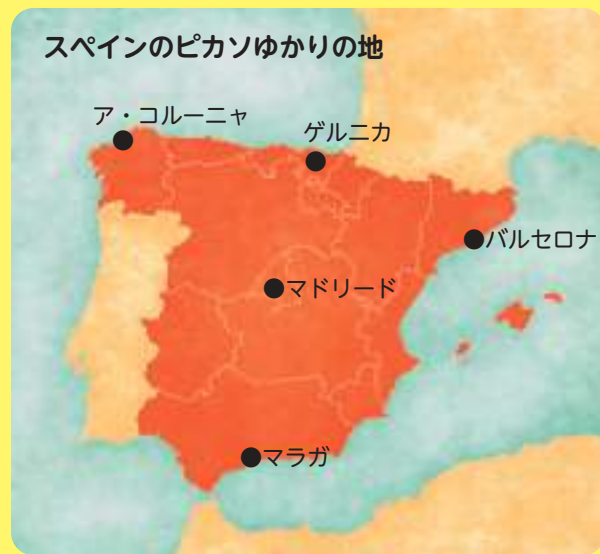 スペインのピカソゆかりの地
ア・コルーニャ
ゲルニカ
バルセロナ
マドリード
マラガ